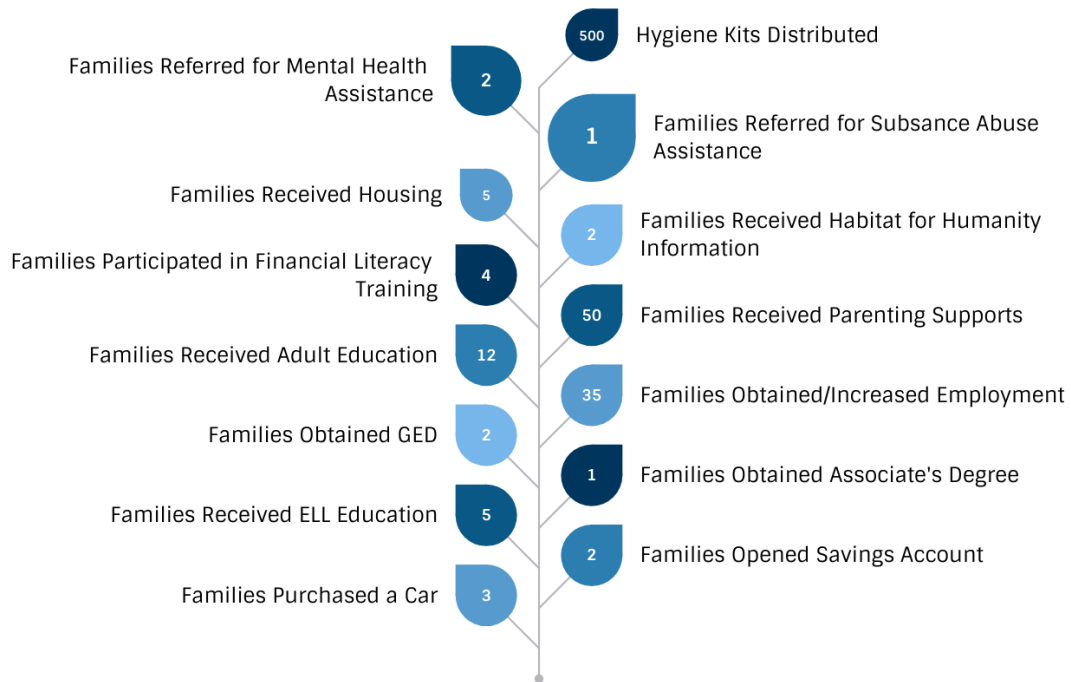 500
Hygiene Kits Distributed
Families Referred for Mental Health
Assistance
2
1
Families Referred for Subsance Abuse
Assistance
Families Received Housing
5
2
Families Received Habitat for Humanity
Information
Families Participated in Financial Literacy
Training
4
50
Families Received Parenting Supports
Families Received Adult Education
12
35
Families Obtained/Increased Employment
Families Obtained GED
2
1
Families Obtained Associate's Degree
Families Received ELL Education
5
2
Families Opened Savings Account
Families Purchased a Car
3